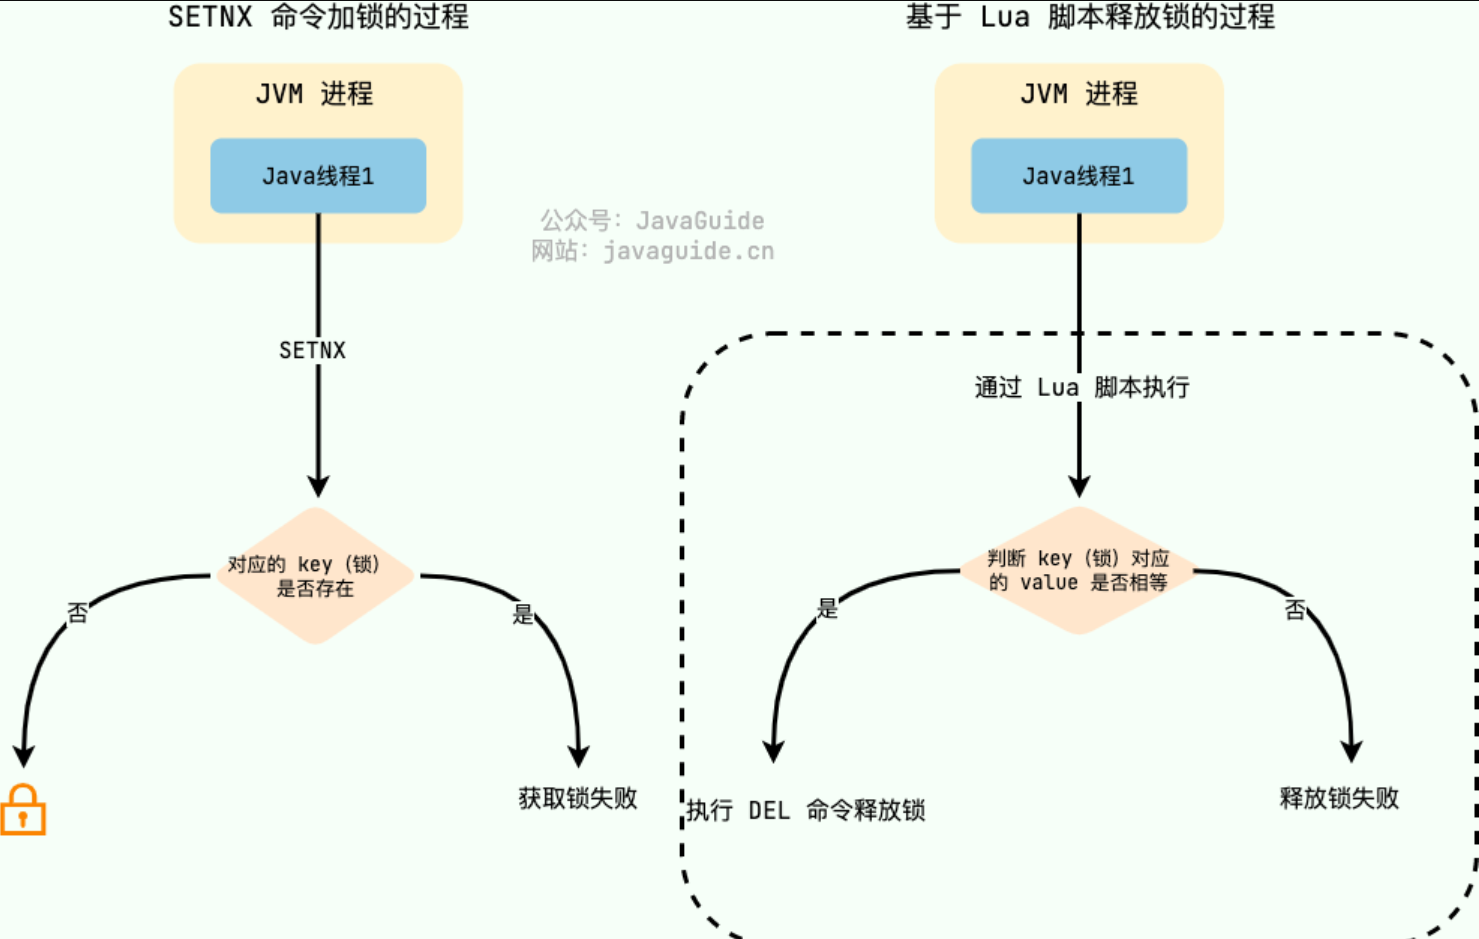 SETNX 命令加锁的过程
JVM 进程
Java线程1
SETNX
对应的 key（锁）
是否存在
否
是
获取锁失败
公众号：JavaGuide
网站：javaguide.cn
基于 Lua 脚本释放锁的过程
JVM 进程
Java线程1
通过 Lua 脚本执行
判断 key（锁）对应
的 value 是否相等
是
否
执行 DEL 命令释放锁
释放锁失败